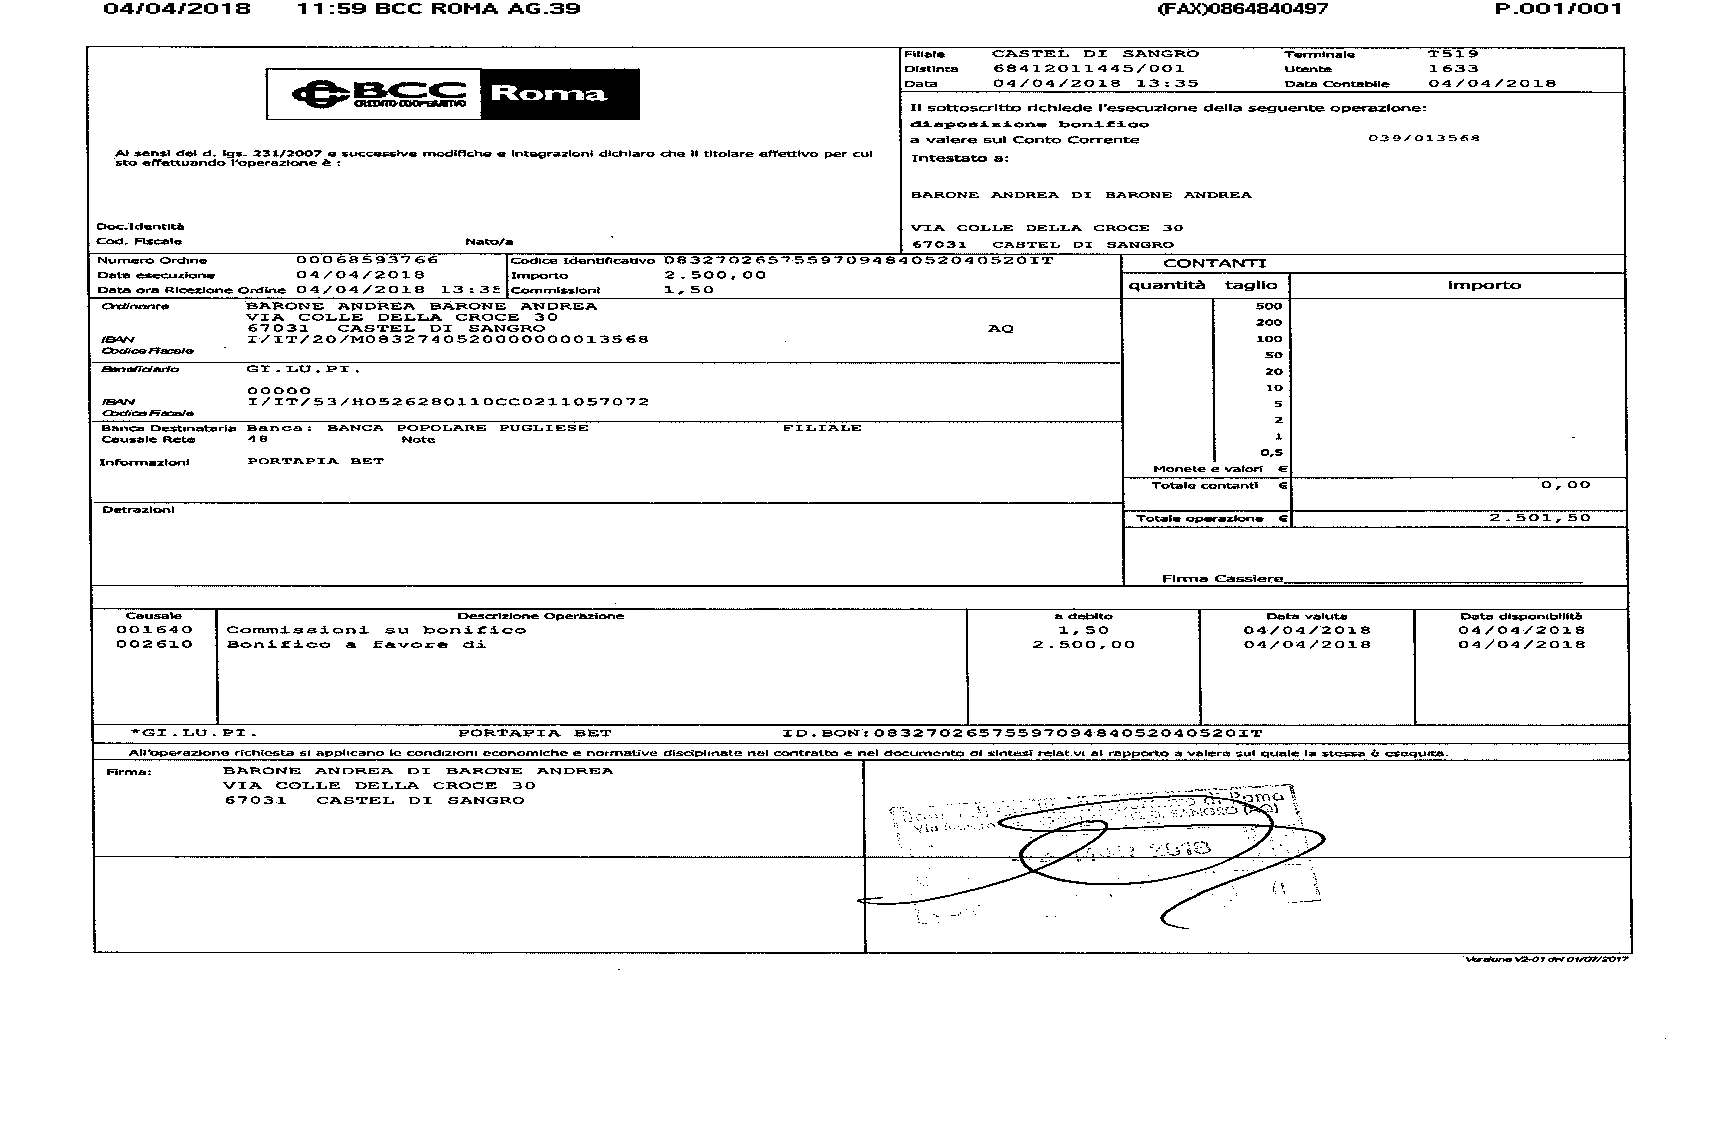 04/04/2018 11:59 BCC ROMA AG.39 (FAX)0864840497 P.001/001
BCC Roma
CREDITO COOPERATIVO
Filiale CASTEL DI SANGRO Terminale T519
Distinta 68412011445/001 Utente 1633
Data 04/04/2018 13:35 Data Contabile 04/04/2018
Il sottoscritto richiede l'esecuzione della seguente operazione:
disposizione bonifico
a valere sul Conto Corrente 039/013568
Intestato a:
BARONE ANDREA DI BARONE ANDREA
VIA COLLE DELLA CROCE 30
67031 CASTEL DI SANGRO
Ai sensi del d. lgs. 231/2007 e successive modifiche e integrazioni dichiaro che il titolare effettivo per cui
sto effettuando l'operazione è :
Doc.Identità
Cod. Fiscale Nato/a
Numero Ordine 00068593766 Codice Identificativo 0832702657559709484052040520IT
Data esecuzione 04/04/2018 Importo 2.500,00
Data ora Ricezione Ordine 04/04/2018 13:35 Commissioni 1,50
Ordinante BARONE ANDREA BARONE ANDREA
VIA COLLE DELLA CROCE 30
67031 CASTEL DI SANGRO AQ
IBAN I/IT/20/M0832740520000000013568
Codice Fiscale
Beneficiario GI.LU.PI.
00000
IBAN I/IT/53/H0526280110CC0211057072
Codice Fiscale
Banca Destinataria Banca: BANCA POPOLARE PUGLIESE FILIALE
Causale Rete 48 Note
Informazioni PORTAPIA BET
Detrazioni
CONTANTI
quantità taglio importo
500
200
100
50
20
10
5
2
1
0,5
Monete e valori €
Totale contanti € 0,00
Totale operazione € 2.501,50
Firma Cassiere
Causale Descrizione Operazione a debito Data valuta Data disponibilità
001640 Commissioni su bonifico 1,50 04/04/2018 04/04/2018
002610 Bonifico a favore di 2.500,00 04/04/2018 04/04/2018
*GI.LU.PI. PORTAPIA BET ID.BON:0832702657559709484052040520IT
All'operazione richiesta si applicano le condizioni economiche e normative disciplinate nel contratto e nel documento di sintesi relat.vi al rapporto a valere sul quale la stessa è eseguita.
Firma: BARONE ANDREA DI BARONE ANDREA
VIA COLLE DELLA CROCE 30
67031 CASTEL DI SANGRO
di Roma
Via SANGRO (AQ)
2018
Versione V2-01 del 01/07/2017